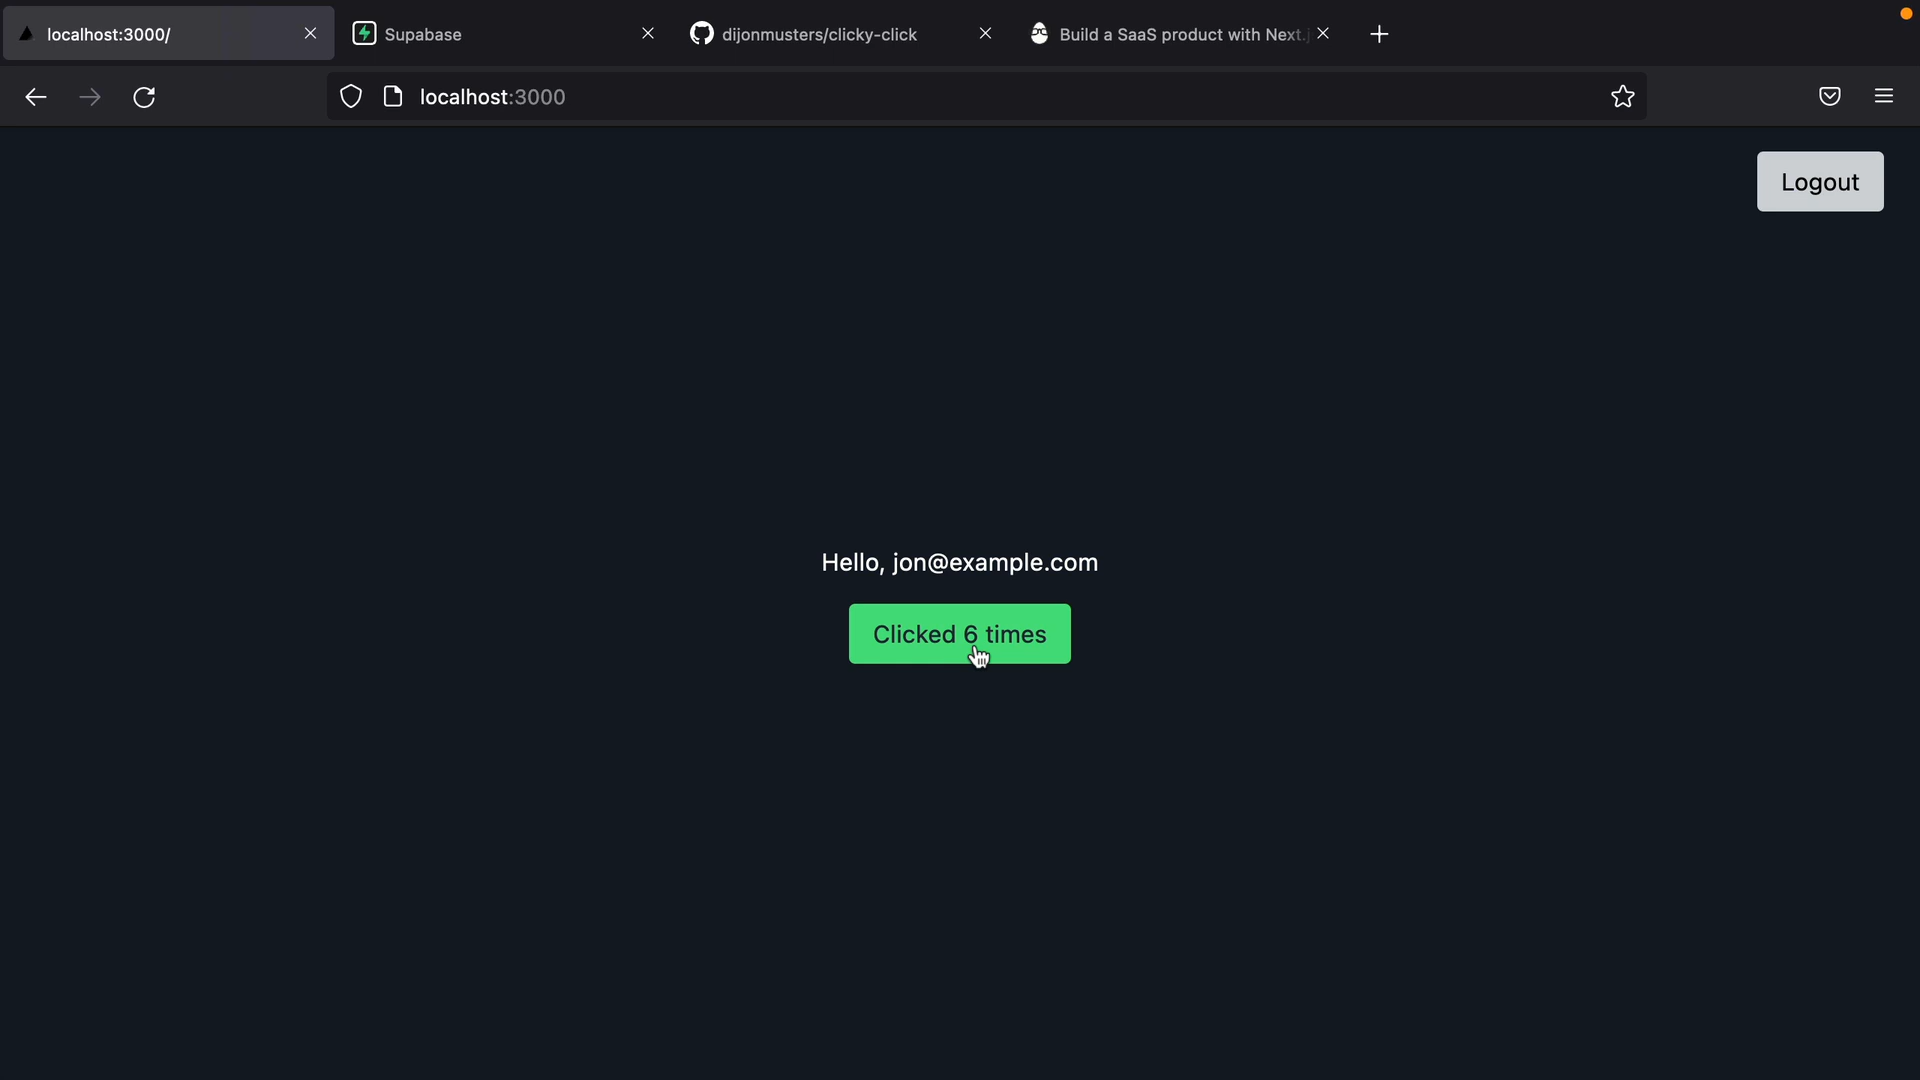 localhost:3000/
Supabase
dijonmusters/clicky-click
Build a SaaS product with Next.j
localhost:3000
Logout
Hello, jon@example.com
Clicked 6 times